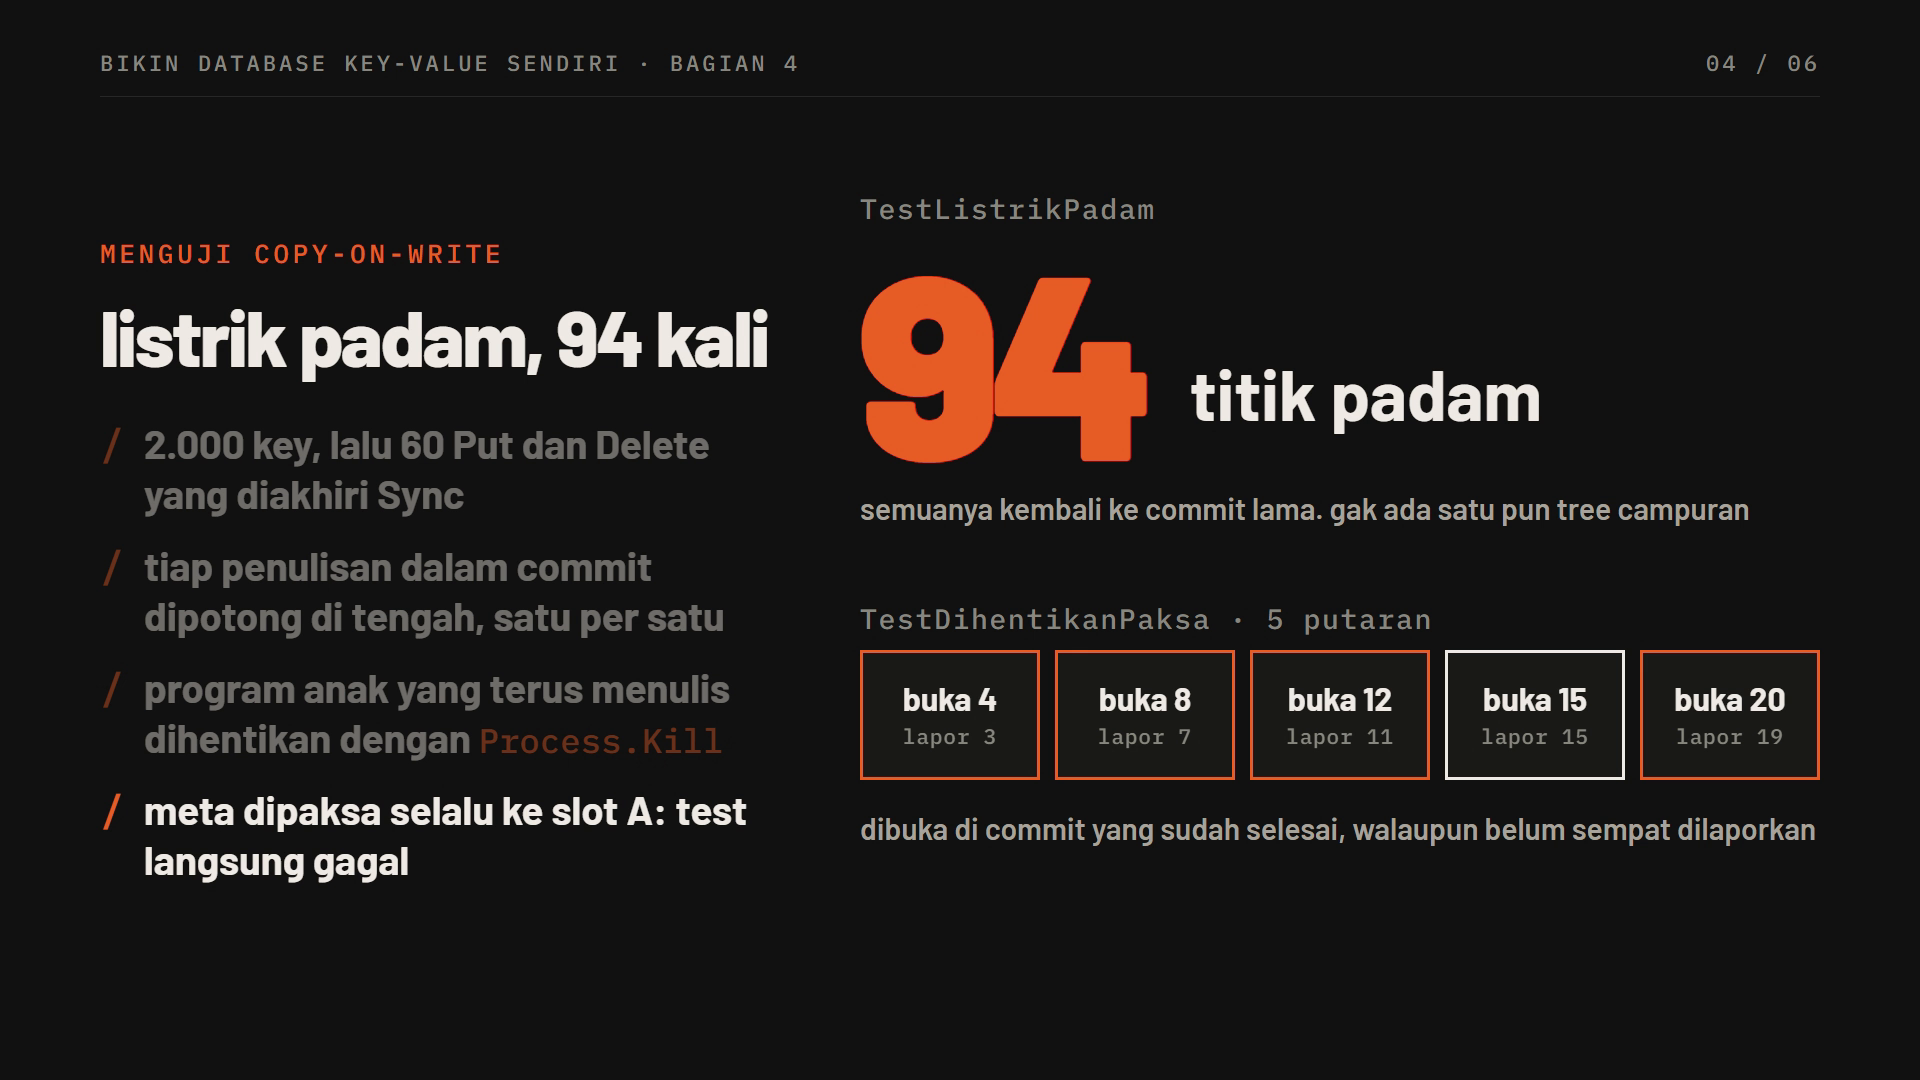 BIKIN DATABASE KEY-VALUE SENDIRI · BAGIAN 4
04 / 06
MENGUJI COPY-ON-WRITE
listrik padam, 94 kali
/ 2.000 key, lalu 60 Put dan Delete
yang diakhiri Sync
/ tiap penulisan dalam commit
dipotong di tengah, satu per satu
/ program anak yang terus menulis
dihentikan dengan Process.Kill
/ meta dipaksa selalu ke slot A: test
langsung gagal
TestListrikPadam
94 titik padam
semuanya kembali ke commit lama. gak ada satu pun tree campuran
TestDihentikanPaksa · 5 putaran
buka 4
lapor 3
buka 8
lapor 7
buka 12
lapor 11
buka 15
lapor 15
buka 20
lapor 19
dibuka di commit yang sudah selesai, walaupun belum sempat dilaporkan